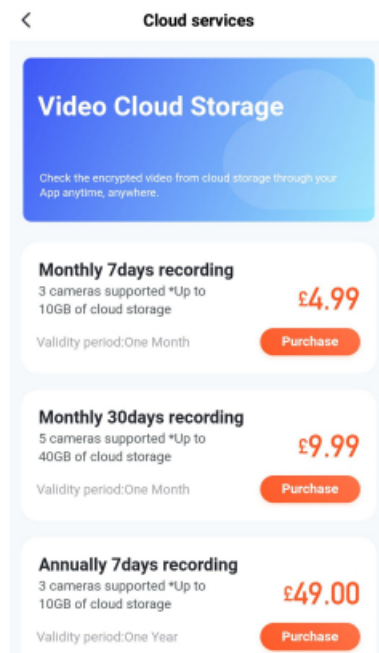 Cloud services
Video Cloud Storage
Check the encrypted video from cloud storage through your
App anytime, anywhere.
Monthly 7days recording
3 cameras supported *Up to
10GB of cloud storage
£4.99
Validity period:One Month
Purchase
Monthly 30days recording
5 cameras supported *Up to
40GB of cloud storage
£9.99
Validity period:One Month
Purchase
Annually 7days recording
3 cameras supported *Up to
10GB of cloud storage
£49.00
Validity period:One Year
Purchase